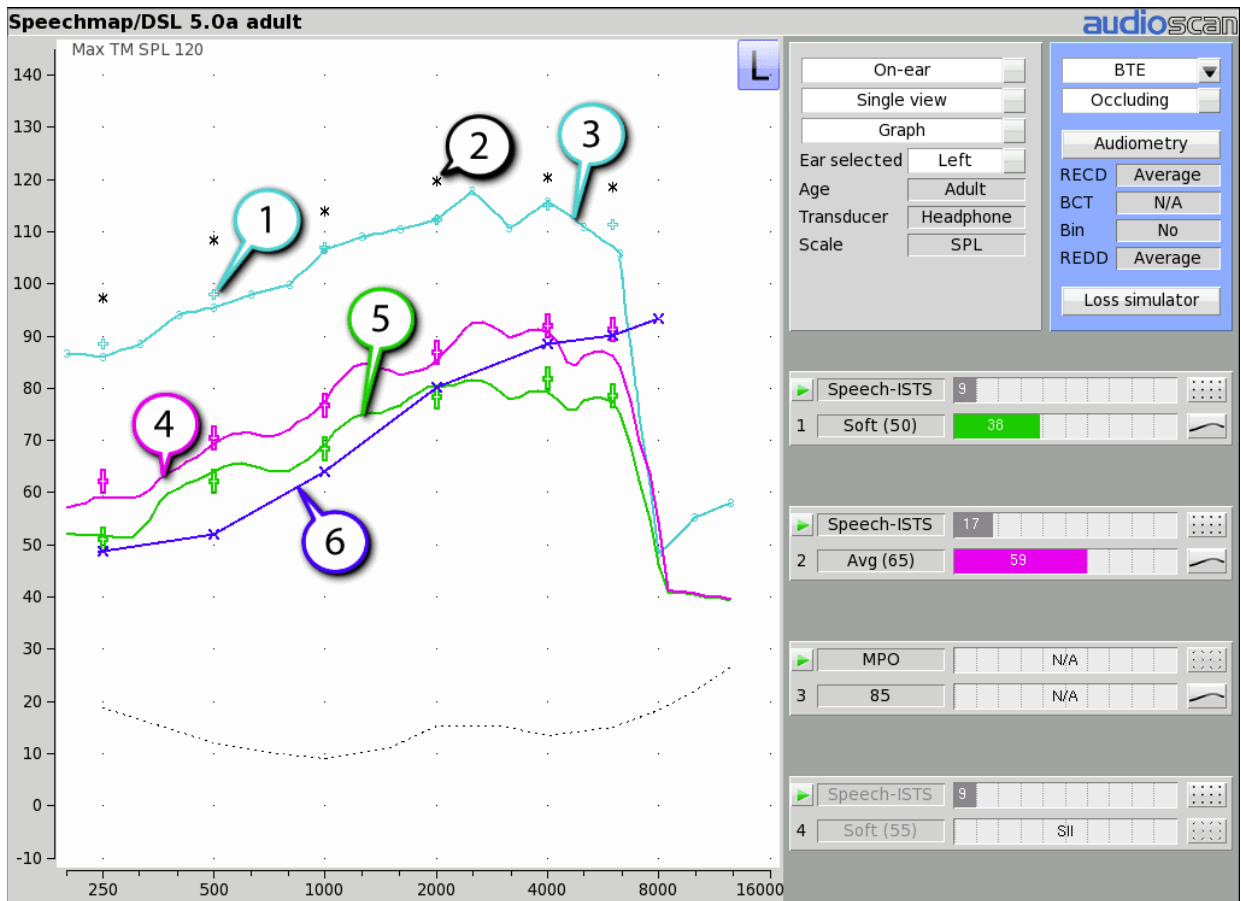 Speechmap/DSL 5.0a adult
audioscan
Max TM SPL 120
L
140
130
120
110
100
90
80
70
60
50
40
30
20
10
0
-10
250 500 1000 2000 4000 8000 16000
1
2
3
4
5
6
On-ear
Single view
Graph
Ear selected Left
Age Adult
Transducer Headphone
Scale SPL
BTE
Occluding
Audiometry
RECD Average
BCT N/A
Bin No
REDD Average
Loss simulator
Speech-ISTS 9
1 Soft (50) 38
Speech-ISTS 17
2 Avg (65) 59
MPO N/A
3 85 N/A
Speech-ISTS 9
4 Soft (55) SII